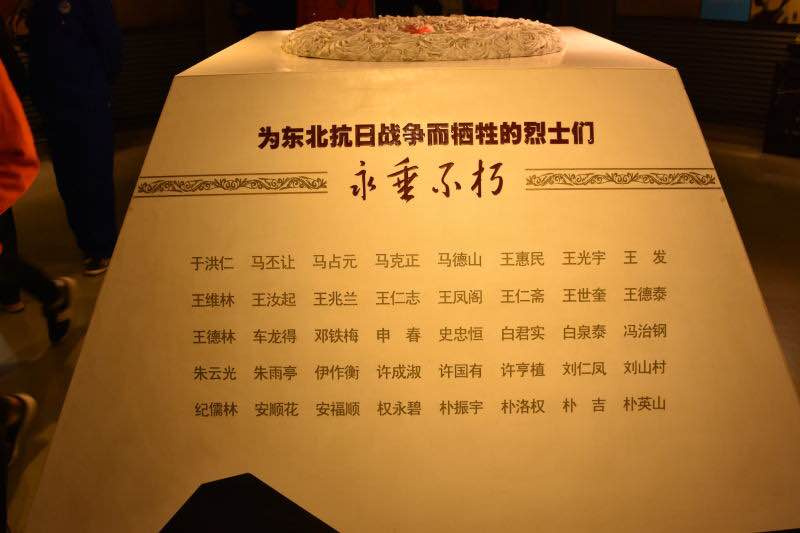 为东北抗日战争而牺牲的烈士们
永垂不朽
于洪仁 马丕让 马占元 马克正 马德山 王惠民 王光宇 王 发
王维林 王汝起 王兆兰 王仁志 王凤阁 王仁斋 王世奎 王德泰
王德林 车龙得 邓铁梅 申 春 史忠恒 白君实 白泉泰 冯治钢
朱云光 朱雨亭 伊作衡 许成淑 许国有 许亨植 刘仁凤 刘山村
纪儒林 安顺花 安福顺 权永碧 朴振宇 朴洛权 朴 吉 朴英山